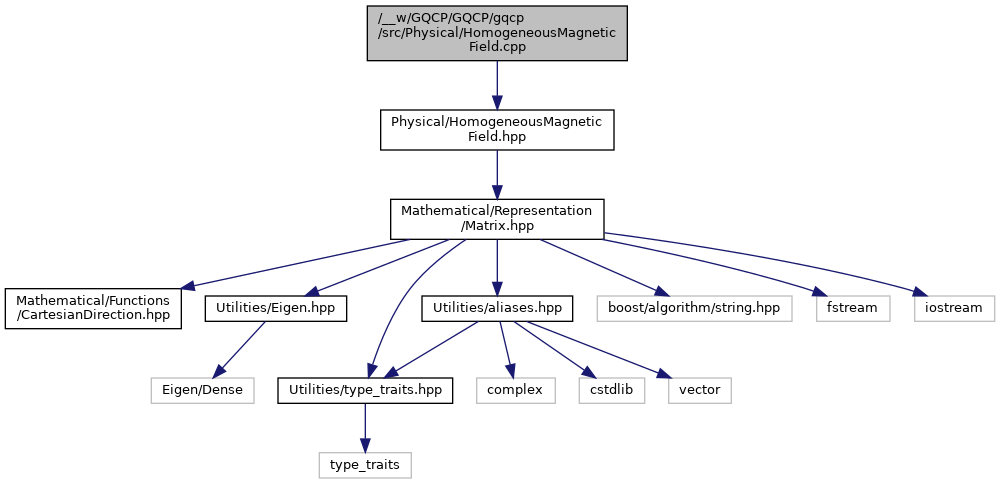 /__w/GQCP/GQCP/gqcp
/src/Physical/HomogeneousMagnetic
Field.cpp
Physical/HomogeneousMagnetic
Field.hpp
Mathematical/Representation
/Matrix.hpp
Mathematical/Functions
/CartesianDirection.hpp
Utilities/Eigen.hpp
Utilities/aliases.hpp
boost/algorithm/string.hpp
fstream
iostream
Eigen/Dense
Utilities/type_traits.hpp
complex
cstdlib
vector
type_traits